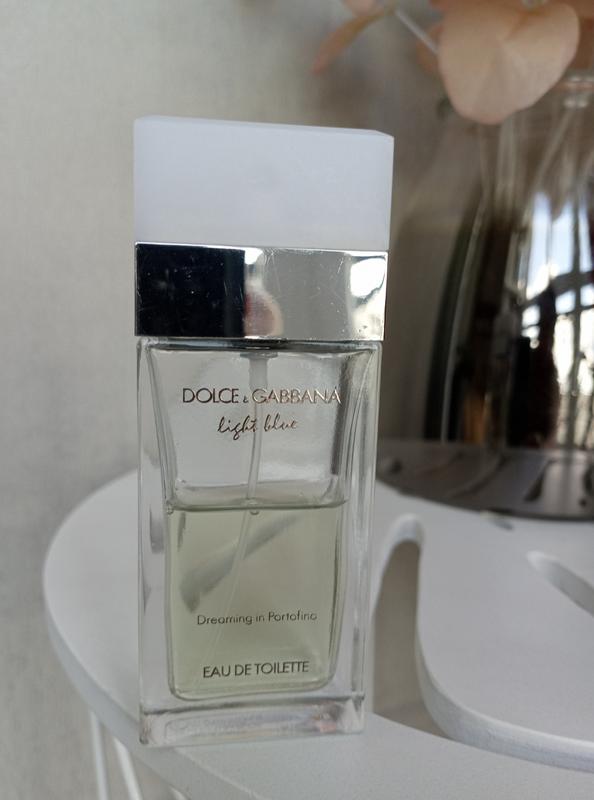 DOLCE & GABBANA
light blue
Dreaming in Portofino
EAU DE TOILETTE